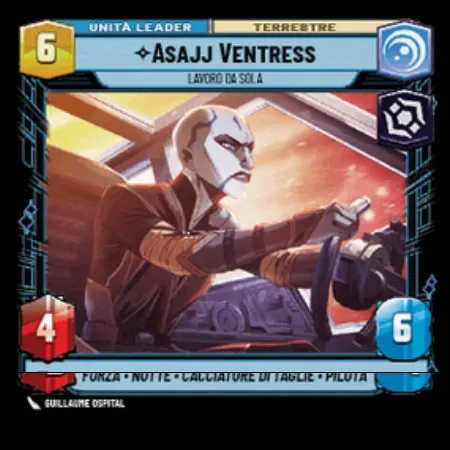 6
UNITÀ LEADER TERRESTRE
✧ASAJJ VENTRESS
LAVORO DA SOLA
4
6
FORZA • NOTTE • CACCIATORE DI TAGLIE • PILOTA
GUILLAUME OSPITAL